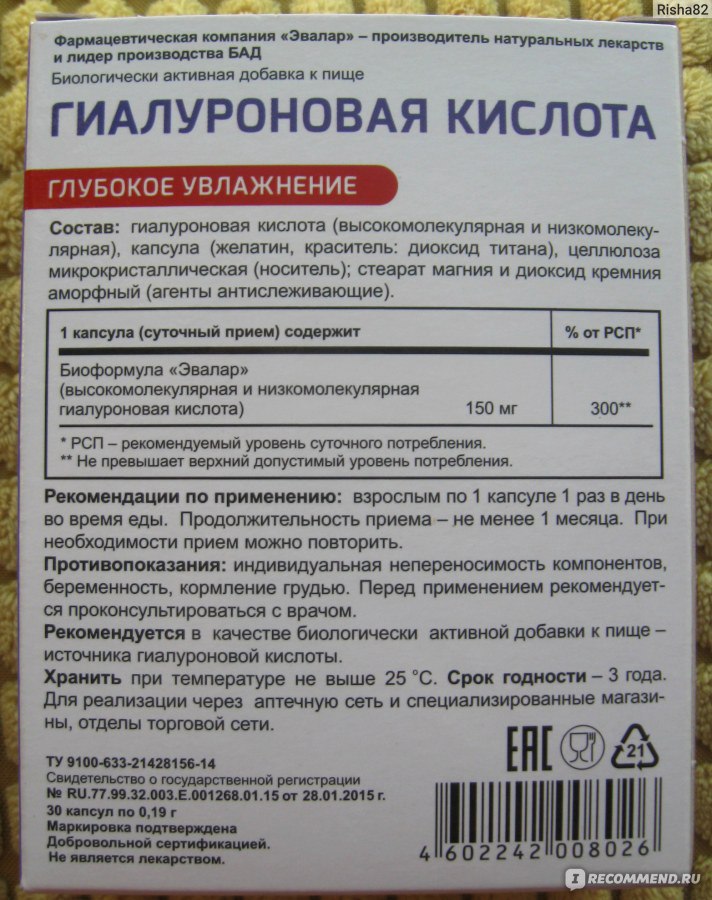 Risha82
Фармацевтическая компания «Эвалар» – производитель натуральных лекарств
и лидер производства БАД
Биологически активная добавка к пище
ГИАЛУРОНОВАЯ КИСЛОТА
ГЛУБОКОЕ УВЛАЖНЕНИЕ
Состав: гиалуроновая кислота (высокомолекулярная и низкомолеку-
лярная), капсула (желатин, краситель: диоксид титана), целлюлоза
микрокристаллическая (носитель); стеарат магния и диоксид кремния
аморфный (агенты антислеживающие).
1 капсула (суточный прием) содержит % от РСП*
Биоформула «Эвалар»
(высокомолекулярная и низкомолекулярная
гиалуроновая кислота) 150 мг 300**
* РСП – рекомендуемый уровень суточного потребления.
** Не превышает верхний допустимый уровень потребления.
Рекомендации по применению: взрослым по 1 капсуле 1 раз в день
во время еды. Продолжительность приема – не менее 1 месяца. При
необходимости прием можно повторить.
Противопоказания: индивидуальная непереносимость компонентов,
беременность, кормление грудью. Перед применением рекомендует-
ся проконсультироваться с врачом.
Рекомендуется в качестве биологически активной добавки к пище –
источника гиалуроновой кислоты.
Хранить при температуре не выше 25 °С. Срок годности – 3 года.
Для реализации через аптечную сеть и специализированные магази-
ны, отделы торговой сети.
ЕАС
21
ТУ 9100-633-21428156-14
Свидетельство о государственной регистрации
№ RU.77.99.32.003.Е.001268.01.15 от 28.01.2015 г.
30 капсул по 0,19 г
Маркировка подтверждена
Добровольной сертификацией.
Не является лекарством.
4 602242 008026
IRECOMMEND.RU